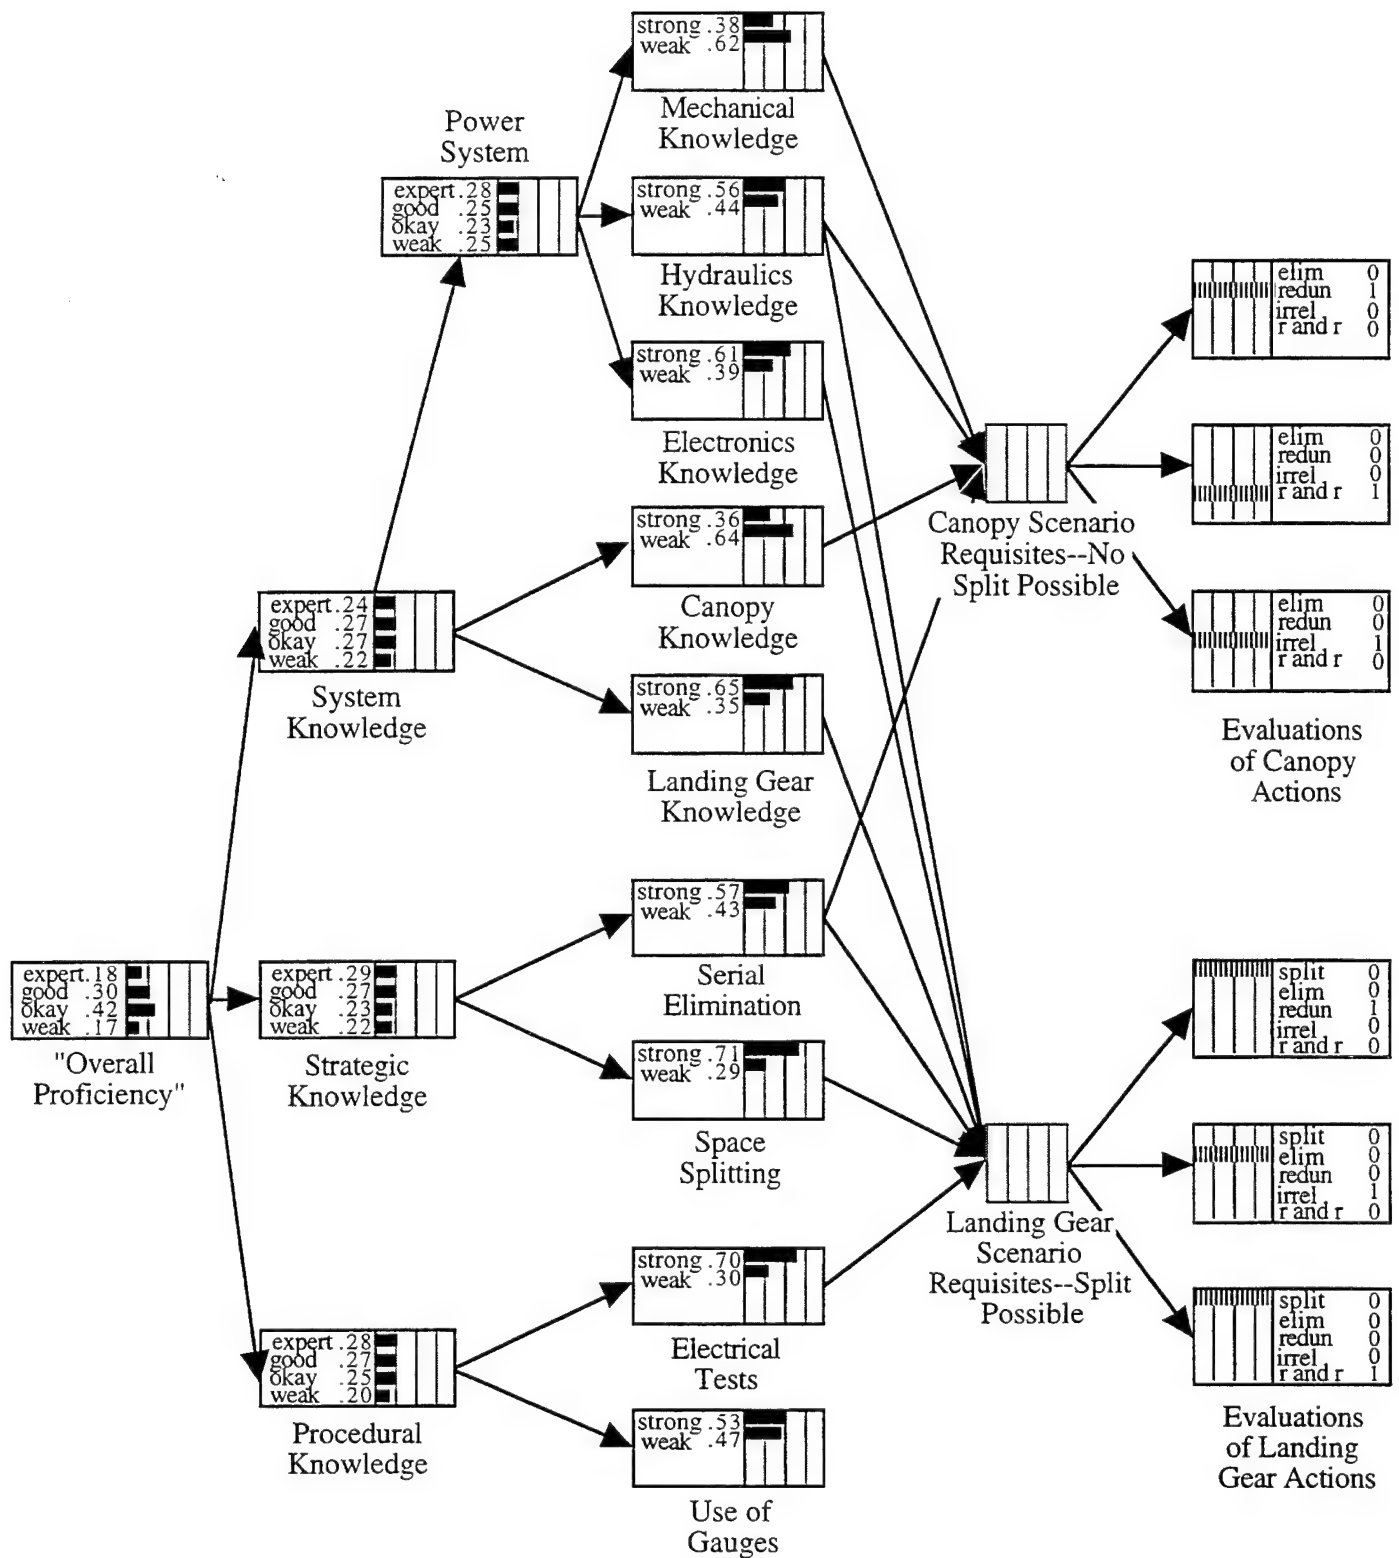 strong .38
weak .62
Mechanical
Knowledge
Power
System
expert .28
good .25
okay .23
weak .25
strong .56
weak .44
Hydraulics
Knowledge
strong .61
weak .39
Electronics
Knowledge
strong .36
weak .64
Canopy
Knowledge
expert .24
good .27
okay .27
weak .22
System
Knowledge
strong .65
weak .35
Landing Gear
Knowledge
strong .57
weak .43
Serial
Elimination
expert .18
good .30
okay .42
weak .17
"Overall
Proficiency"
expert .29
good .27
okay .23
weak .22
Strategic
Knowledge
strong .71
weak .29
Space
Splitting
strong .70
weak .30
Electrical
Tests
expert .28
good .27
okay .25
weak .20
Procedural
Knowledge
strong .53
weak .47
Use of
Gauges
Canopy Scenario
Requisites--No
Split Possible
Landing Gear
Scenario
Requisites--Split
Possible
elim 0
redun 1
irrel 0
r and r 0
elim 0
redun 0
irrel 0
r and r 1
elim 0
redun 0
irrel 1
r and r 0
Evaluations
of Canopy
Actions
split 0
elim 0
redun 1
irrel 0
r and r 0
split 0
elim 0
redun 0
irrel 1
r and r 0
split 0
elim 0
redun 0
irrel 0
r and r 1
Evaluations
of Landing
Gear Actions